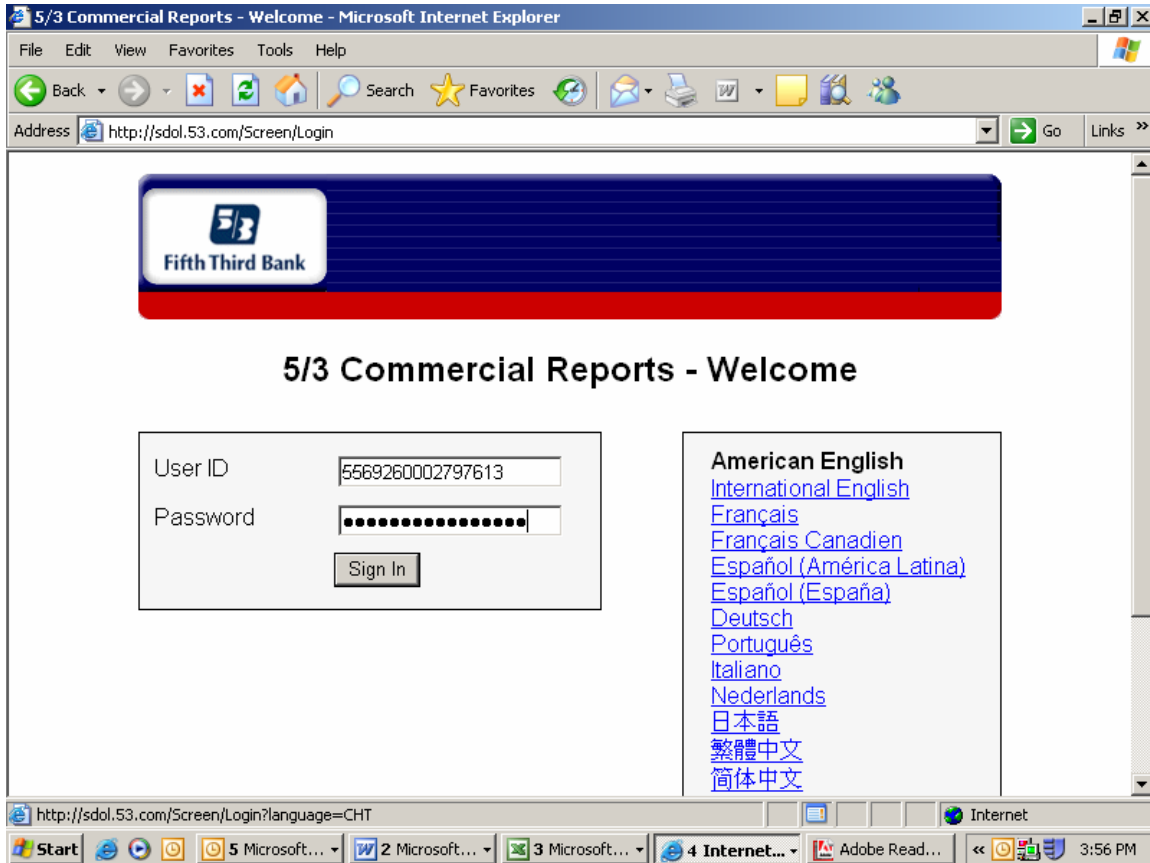 5/3 Commercial Reports - Welcome - Microsoft Internet Explorer
File Edit View Favorites Tools Help
Back Search Favorites
Address http://sdol.53.com/Screen/Login Go Links »
5/3
Fifth Third Bank
5/3 Commercial Reports - Welcome
User ID 5569260002797613
Password ●●●●●●●●●●●●●●●●
Sign In
American English
International English
Français
Français Canadien
Español (América Latina)
Español (España)
Deutsch
Português
Italiano
Nederlands
日本語
繁體中文
简体中文
http://sdol.53.com/Screen/Login?language=CHT Internet
Start 5 Microsoft... 2 Microsoft... 3 Microsoft... 4 Internet... Adobe Read... « 3:56 PM